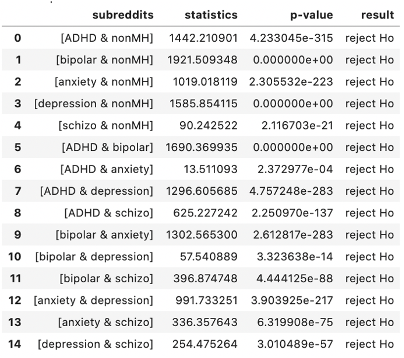 subreddits statistics p-value result
0 [ADHD & nonMH] 1442.210901 4.233045e-315 reject Ho
1 [bipolar & nonMH] 1921.509348 0.000000e+00 reject Ho
2 [anxiety & nonMH] 1019.018119 2.305532e-223 reject Ho
3 [depression & nonMH] 1585.854115 0.000000e+00 reject Ho
4 [schizo & nonMH] 90.242522 2.116703e-21 reject Ho
5 [ADHD & bipolar] 1690.369935 0.000000e+00 reject Ho
6 [ADHD & anxiety] 13.511093 2.372977e-04 reject Ho
7 [ADHD & depression] 1296.605685 4.757248e-283 reject Ho
8 [ADHD & schizo] 625.227242 2.250970e-137 reject Ho
9 [bipolar & anxiety] 1302.565300 2.612817e-283 reject Ho
10 [bipolar & depression] 57.540889 3.323638e-14 reject Ho
11 [bipolar & schizo] 396.874748 4.444125e-88 reject Ho
12 [anxiety & depression] 991.733251 3.903925e-217 reject Ho
13 [anxiety & schizo] 336.357643 6.319908e-75 reject Ho
14 [depression & schizo] 254.475264 3.010489e-57 reject Ho